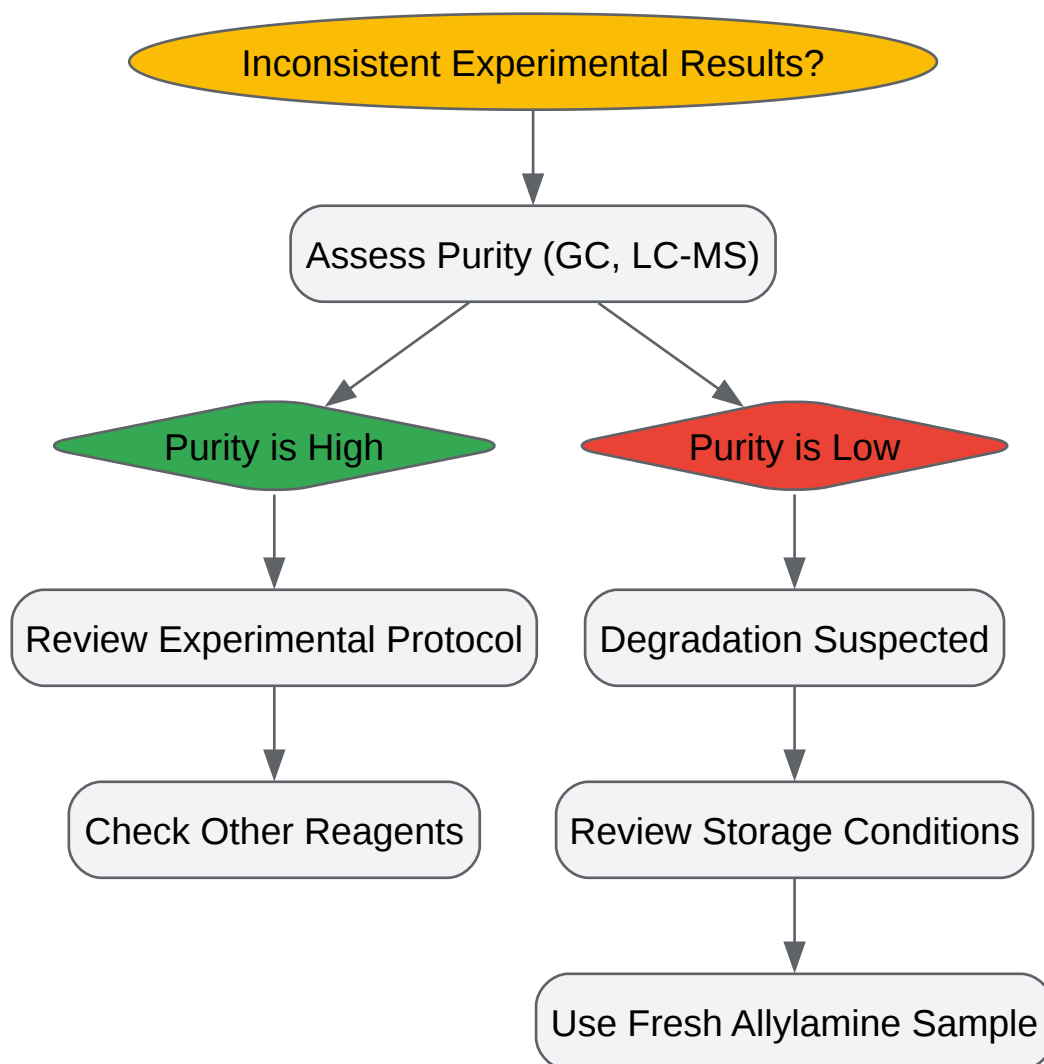 Inconsistent Experimental Results?
Assess Purity (GC, LC-MS)
Purity is High
Purity is Low
Review Experimental Protocol
Degradation Suspected
Check Other Reagents
Review Storage Conditions
Use Fresh Allylamine Sample